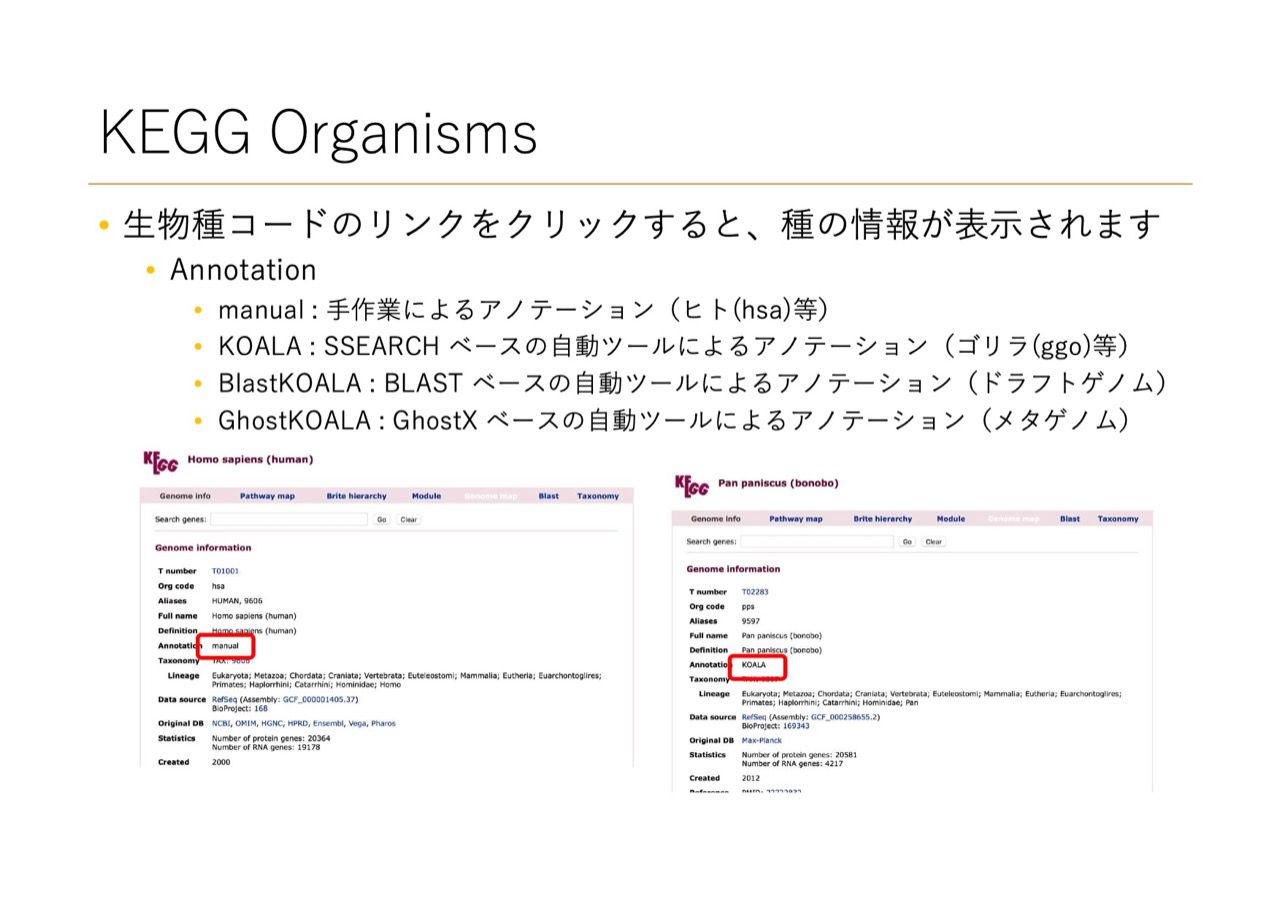 KEGG Organisms
• 生物種コードのリンクをクリックすると、種の情報が表示されます
• Annotation
• manual : 手作業によるアノテーション（ヒト(hsa)等）
• KOALA : SSEARCH ベースの自動ツールによるアノテーション（ゴリラ(ggo)等）
• BlastKOALA : BLAST ベースの自動ツールによるアノテーション（ドラフトゲノム）
• GhostKOALA : GhostX ベースの自動ツールによるアノテーション（メタゲノム）
KEGG Homo sapiens (human)
Genome info Pathway map Brite hierarchy Module Genome map Blast Taxonomy
Search genes: Go Clear
Genome information
T number T01001
Org code hsa
Aliases HUMAN, 9606
Full name Homo sapiens (human)
Definition Homo sapiens (human)
Annotation manual
Taxonomy TAX: 9606
Lineage Eukaryota; Metazoa; Chordata; Craniata; Vertebrata; Euteleostomi; Mammalia; Eutheria; Euarchontoglires;
Primates; Haplorrhini; Catarrhini; Hominidae; Homo
Data source RefSeq (Assembly: GCF_000001405.37)
BioProject: 168
Original DB NCBI, OMIM, HGNC, HPRD, Ensembl, Vega, Pharos
Statistics Number of protein genes: 20364
Number of RNA genes: 19178
Created 2000
KEGG Pan paniscus (bonobo)
Genome info Pathway map Brite hierarchy Module Genome map Blast Taxonomy
Search genes: Go Clear
Genome information
T number T02283
Org code pps
Aliases 9597
Full name Pan paniscus (bonobo)
Definition Pan paniscus (bonobo)
Annotatio KOALA
Taxonomy
Lineage Eukaryota; Metazoa; Chordata; Craniata; Vertebrata; Euteleostomi; Mammalia; Eutheria; Euarchontoglires;
Primates; Haplorrhini; Catarrhini; Hominidae; Pan
Data source RefSeq (Assembly: GCF_000258655.2)
BioProject: 169343
Original DB Max-Planck
Statistics Number of protein genes: 20581
Number of RNA genes: 4217
Created 2012